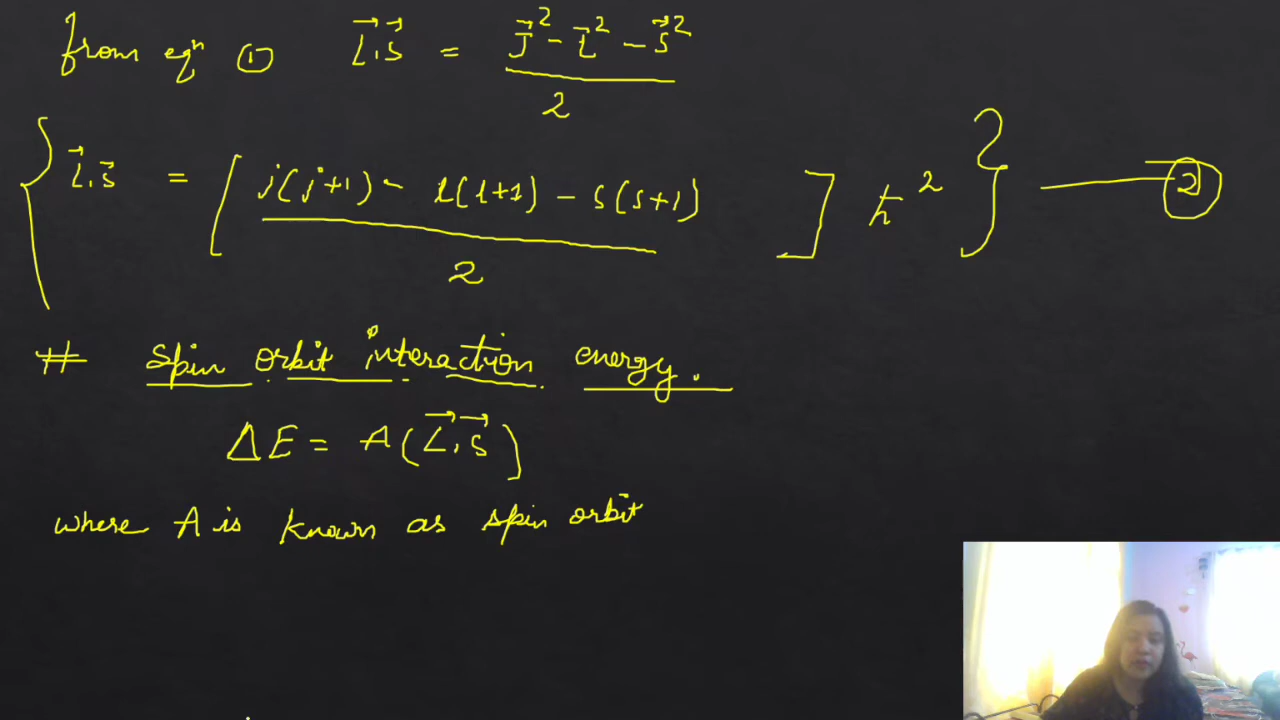 from eqⁿ ① L⃗.S⃗ = (J⃗² - L⃗² - S⃗²) / 2
{ L⃗.S⃗ = [ (j(j+1) - l(l+1) - s(s+1)) / 2 ] ħ² } — ②
# spin orbit interaction energy.
ΔE = A(L⃗.S⃗)
where A is known as spin orbit